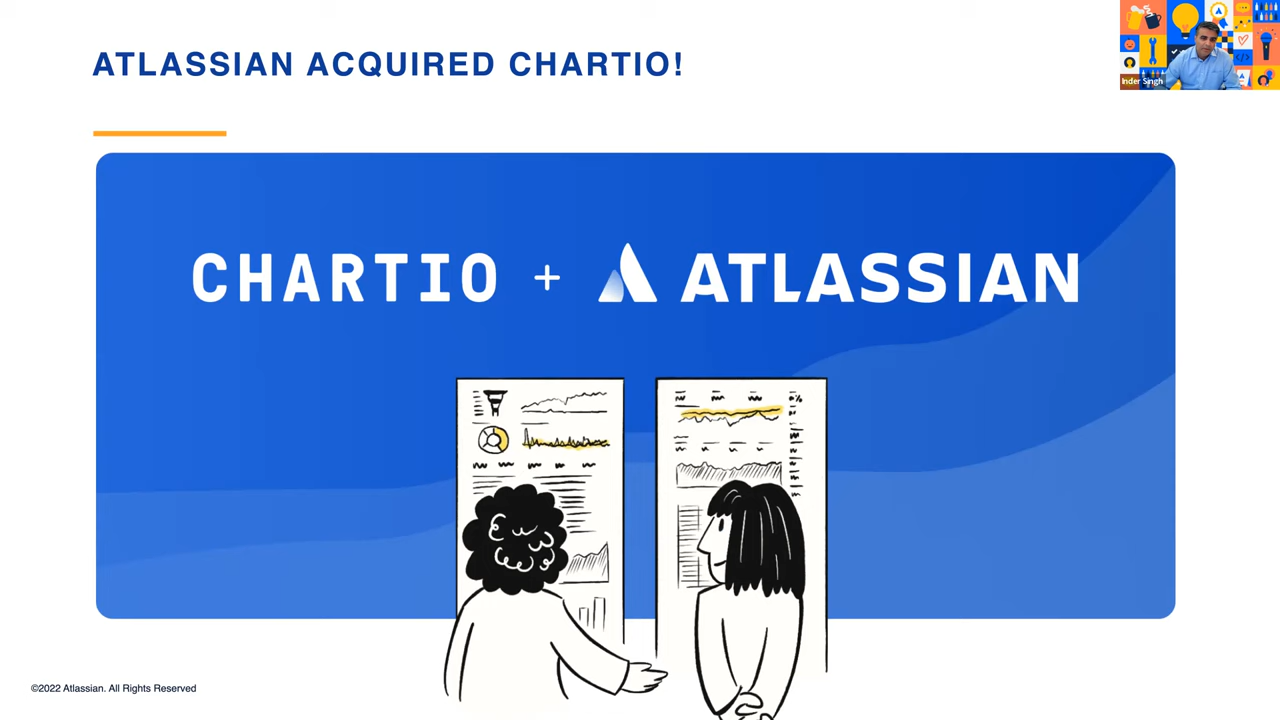 ATLASSIAN ACQUIRED CHARTIO!
Inder Singh
CHARTIO + ATLASSIAN
©2022 Atlassian. All Rights Reserved